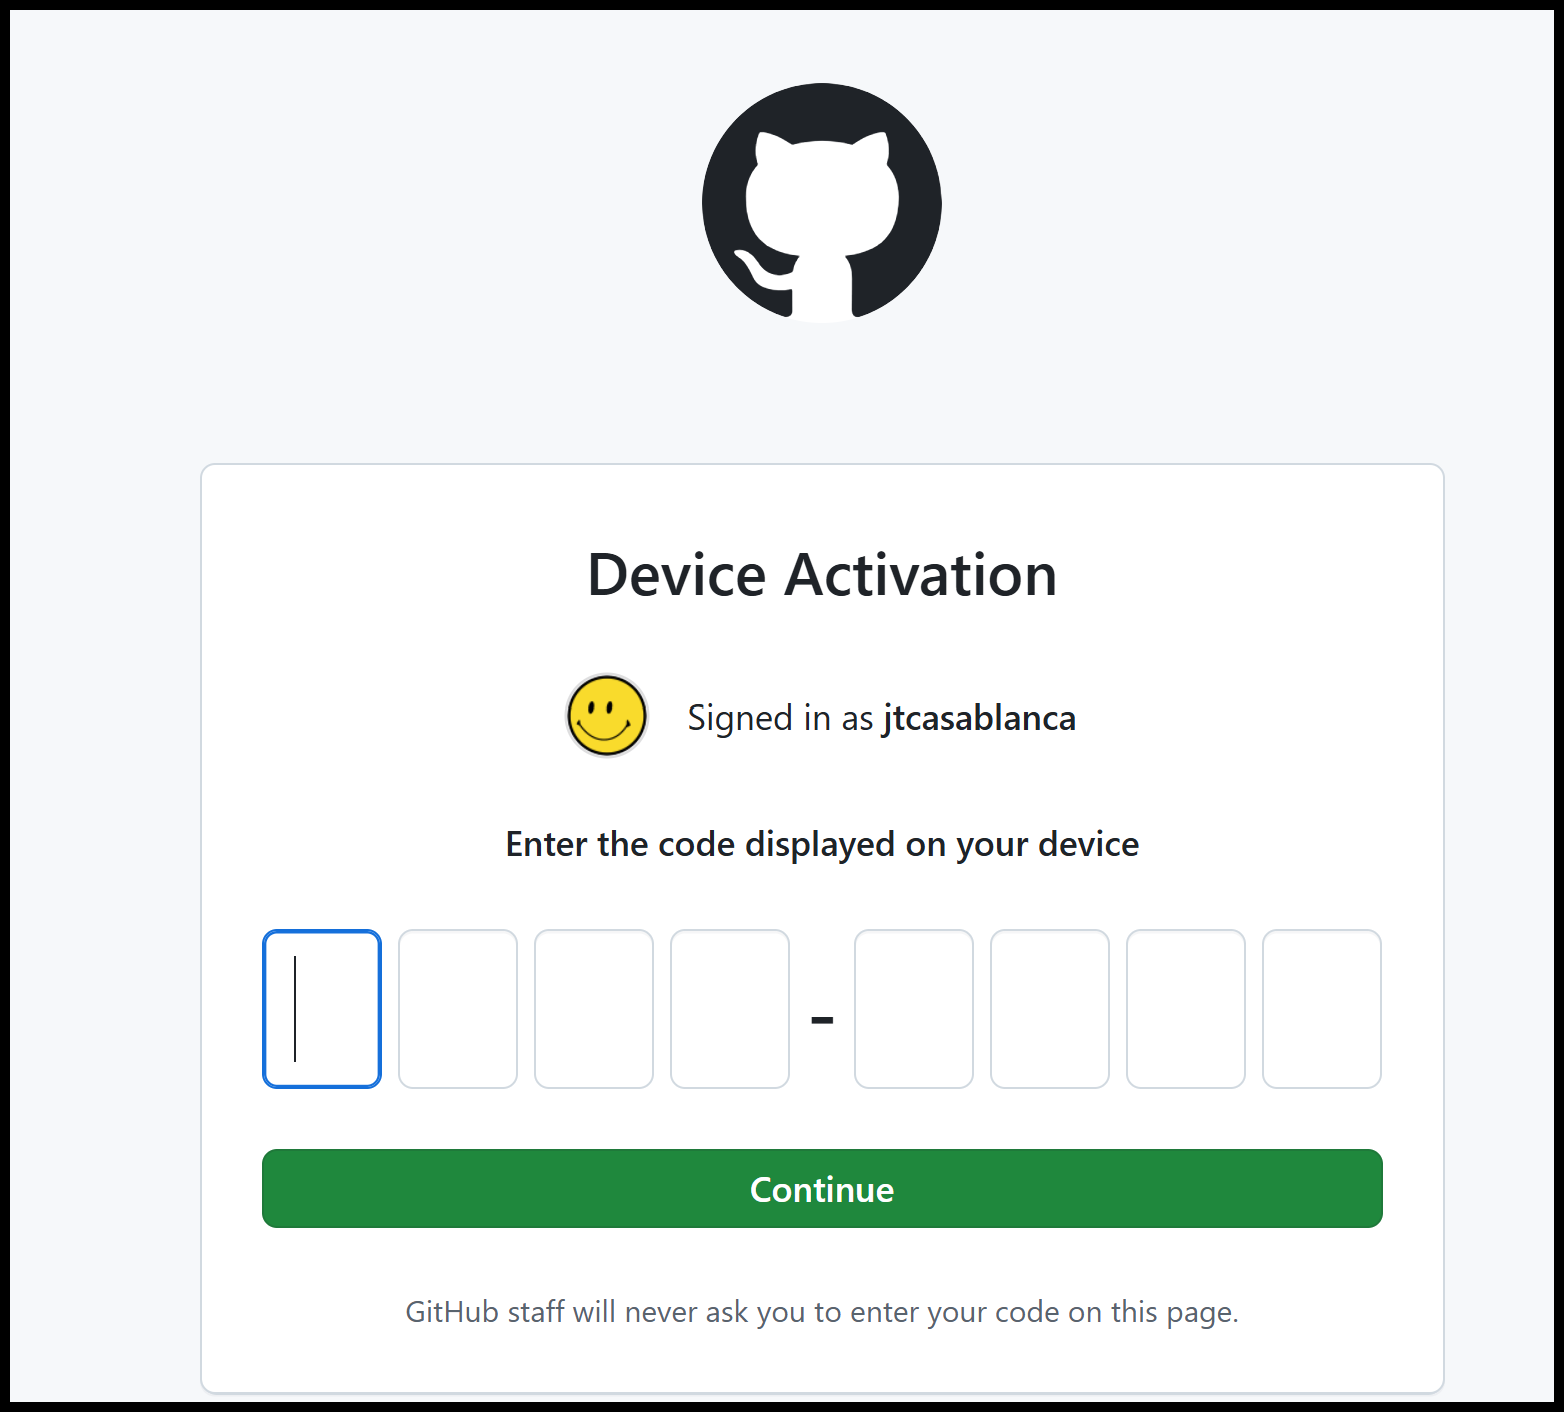 Device Activation
Signed in as jtcasablanca
Enter the code displayed on your device
-
Continue
GitHub staff will never ask you to enter your code on this page.